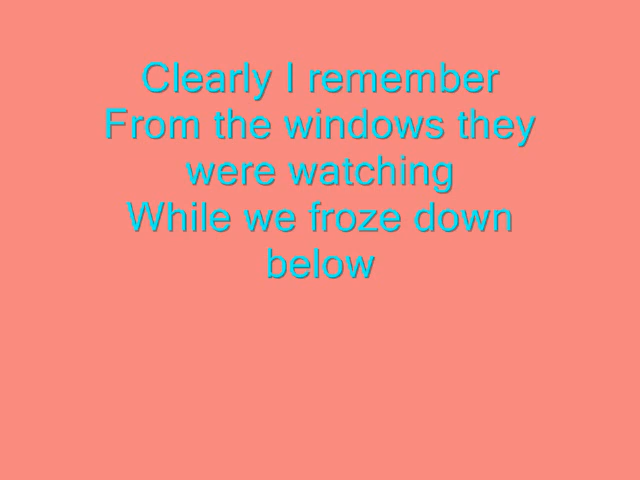 Clearly I remember
From the windows they
were watching
While we froze down
below